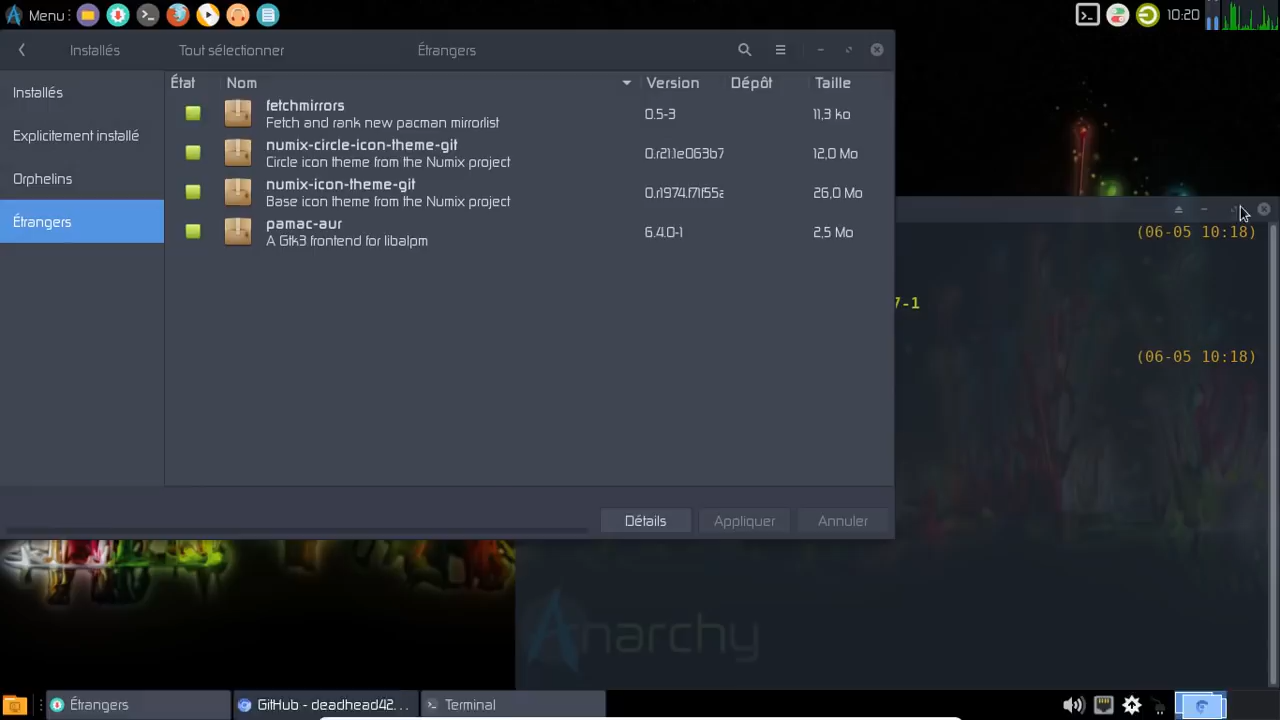 Menu
10:20
Installés
Tout sélectionner
Étrangers
État
Nom
Version
Dépôt
Taille
Installés
Explicitement installé
Orphelins
Étrangers
fetchmirrors
Fetch and rank new pacman mirrorlist
0.5-3
11,3 ko
numix-circle-icon-theme-git
Circle icon theme from the Numix project
0.r21.1e063b7
12,0 Mo
numix-icon-theme-git
Base icon theme from the Numix project
0.r1974.f71f55a
26,0 Mo
pamac-aur
A Gtk3 frontend for libalpm
6.4.0-1
2,5 Mo
Détails
Appliquer
Annuler
(06-05 10:18)
7-1
(06-05 10:18)
Anarchy
Étrangers
GitHub - deadhead42...
Terminal